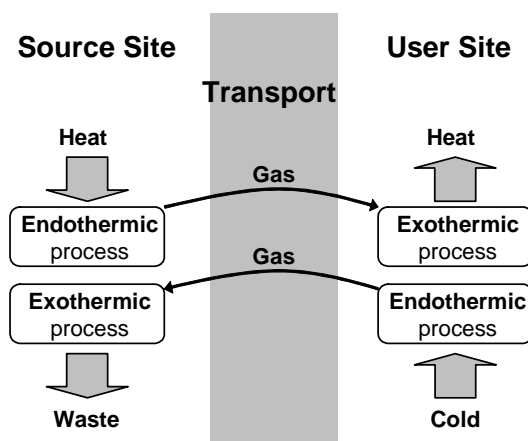 Source Site
User Site
Transport
Heat
Heat
Gas
Endothermic
process
Exothermic
process
Gas
Exothermic
process
Endothermic
process
Waste
Cold